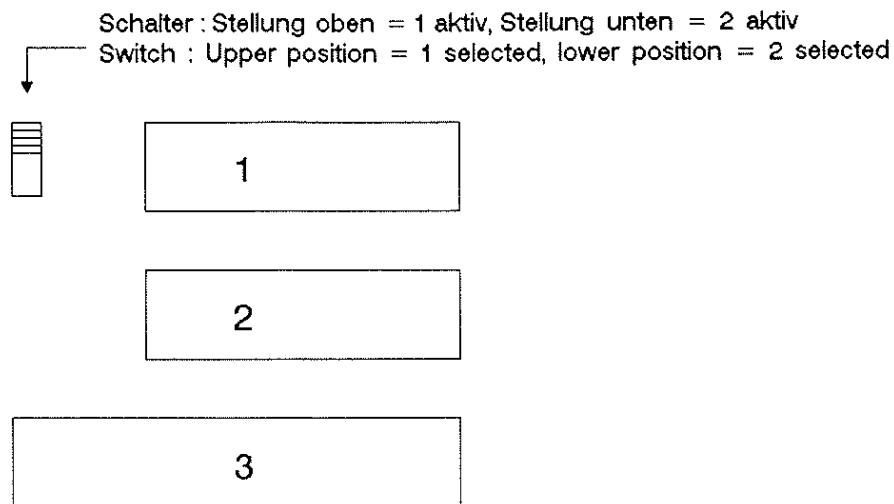 Schalter : Stellung oben = 1 aktiv, Stellung unten = 2 aktiv
Switch : Upper position = 1 selected, lower position = 2 selected
1
2
3